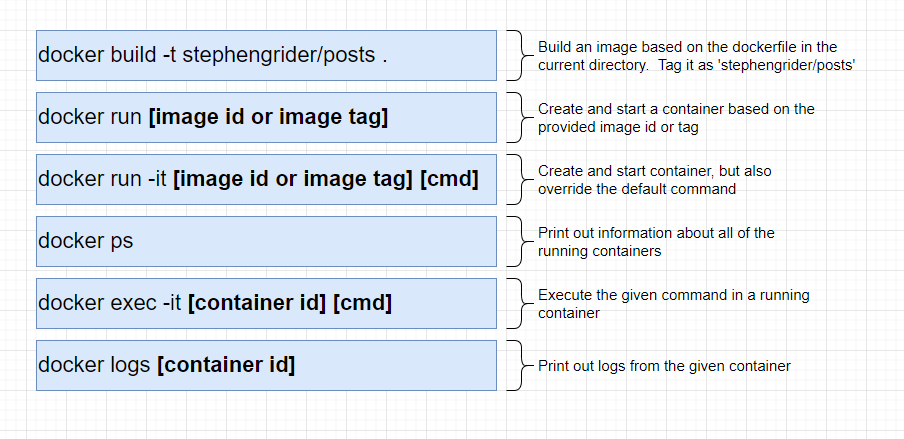 docker build -t stephengrider/posts .
Build an image based on the dockerfile in the
current directory.  Tag it as 'stephengrider/posts'
docker run [image id or image tag]
Create and start a container based on the
provided image id or tag
docker run -it [image id or image tag] [cmd]
Create and start container, but also
override the default command
docker ps
Print out information about all of the
running containers
docker exec -it [container id] [cmd]
Execute the given command in a running
container
docker logs [container id]
Print out logs from the given container